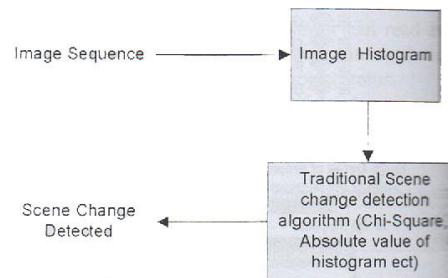 Image Sequence
Image Histogram
Traditional Scene
change detection
algorithm (Chi-Square,
Absolute value of
histogram ect)
Scene Change
Detected